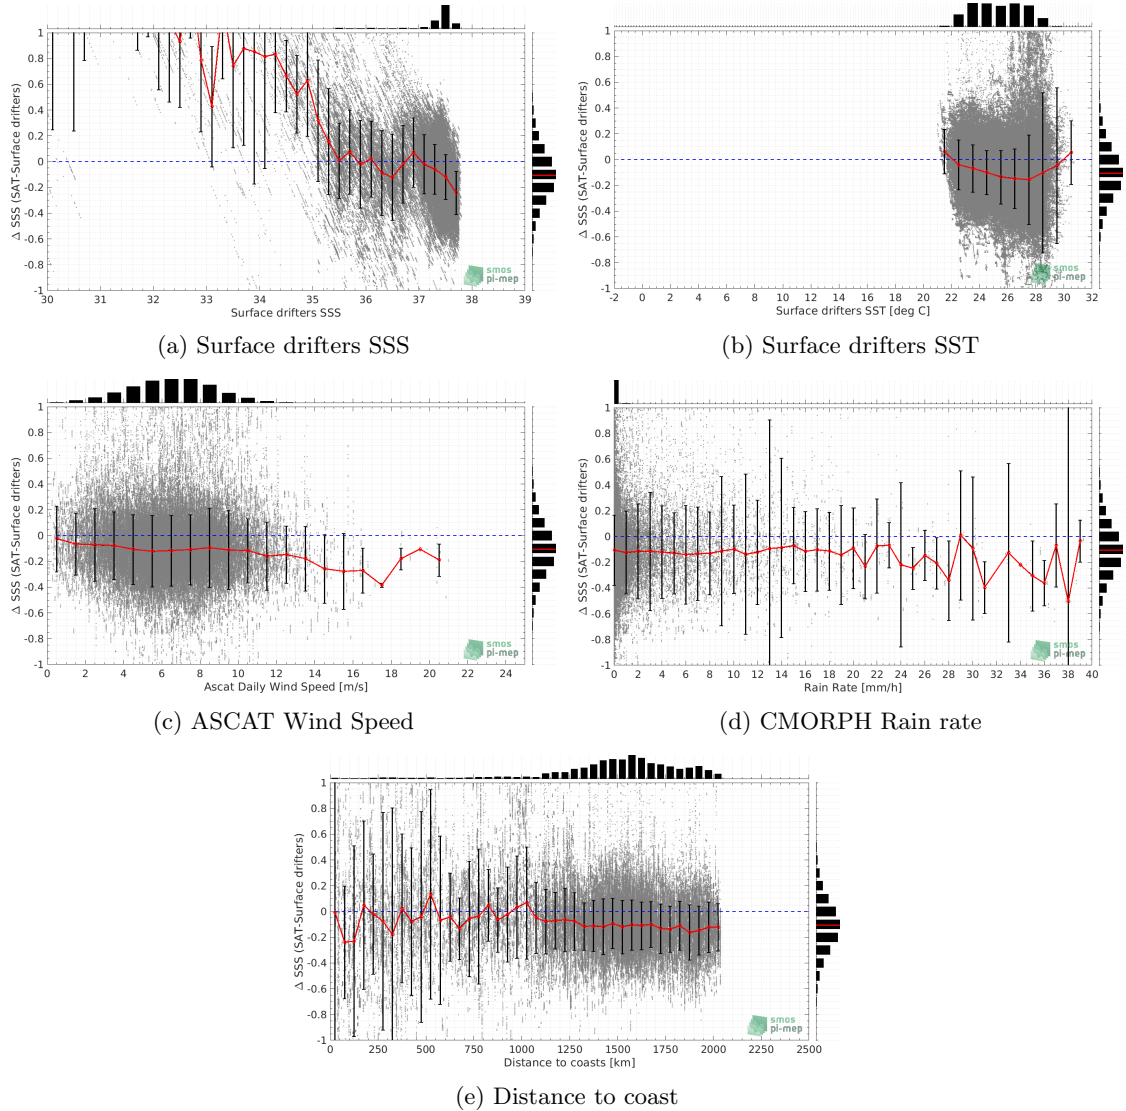 1
0.8
0.6
0.4
0.2
0
-0.2
-0.4
-0.6
-0.8
-1
Δ SSS (SAT-Surface drifters)
30 31 32 33 34 35 36 37 38 39
Surface drifters SSS
smos
pi-mep
(a) Surface drifters SSS
1
0.8
0.6
0.4
0.2
0
-0.2
-0.4
-0.6
-0.8
-1
Δ SSS (SAT-Surface drifters)
-2 0 2 4 6 8 10 12 14 16 18 20 22 24 26 28 30 32
Surface drifters SST [deg C]
smos
pi-mep
(b) Surface drifters SST
1
0.8
0.6
0.4
0.2
0
-0.2
-0.4
-0.6
-0.8
-1
Δ SSS (SAT-Surface drifters)
0 2 4 6 8 10 12 14 16 18 20 22 24
Ascat Daily Wind Speed [m/s]
smos
pi-mep
(c) ASCAT Wind Speed
1
0.8
0.6
0.4
0.2
0
-0.2
-0.4
-0.6
-0.8
-1
Δ SSS (SAT-Surface drifters)
0 2 4 6 8 10 12 14 16 18 20 22 24 26 28 30 32 34 36 38 40
Rain Rate [mm/h]
smos
pi-mep
(d) CMORPH Rain rate
1
0.8
0.6
0.4
0.2
0
-0.2
-0.4
-0.6
-0.8
-1
Δ SSS (SAT-Surface drifters)
0 250 500 750 1000 1250 1500 1750 2000 2250 2500
Distance to coasts [km]
smos
pi-mep
(e) Distance to coast